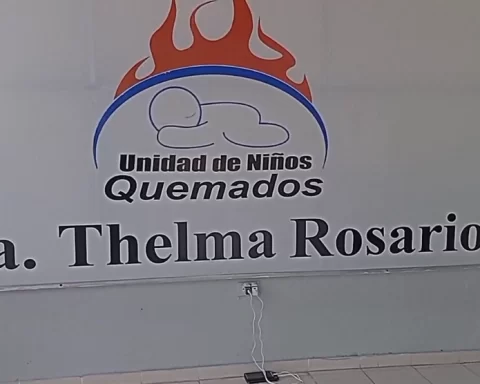 Unidad de Niños
Quemados
a. Thelma Rosario